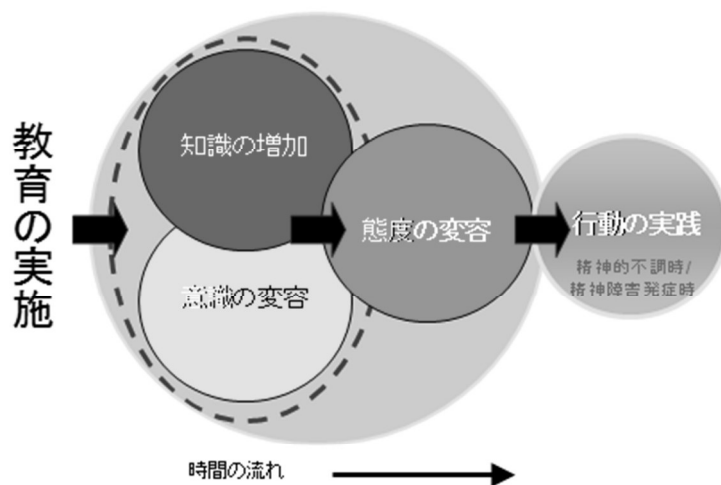 教育の実施
知識の増加
意識の変容
態度の変容
行動の実践
精神的不調時/
精神障害発症時
時間の流れ